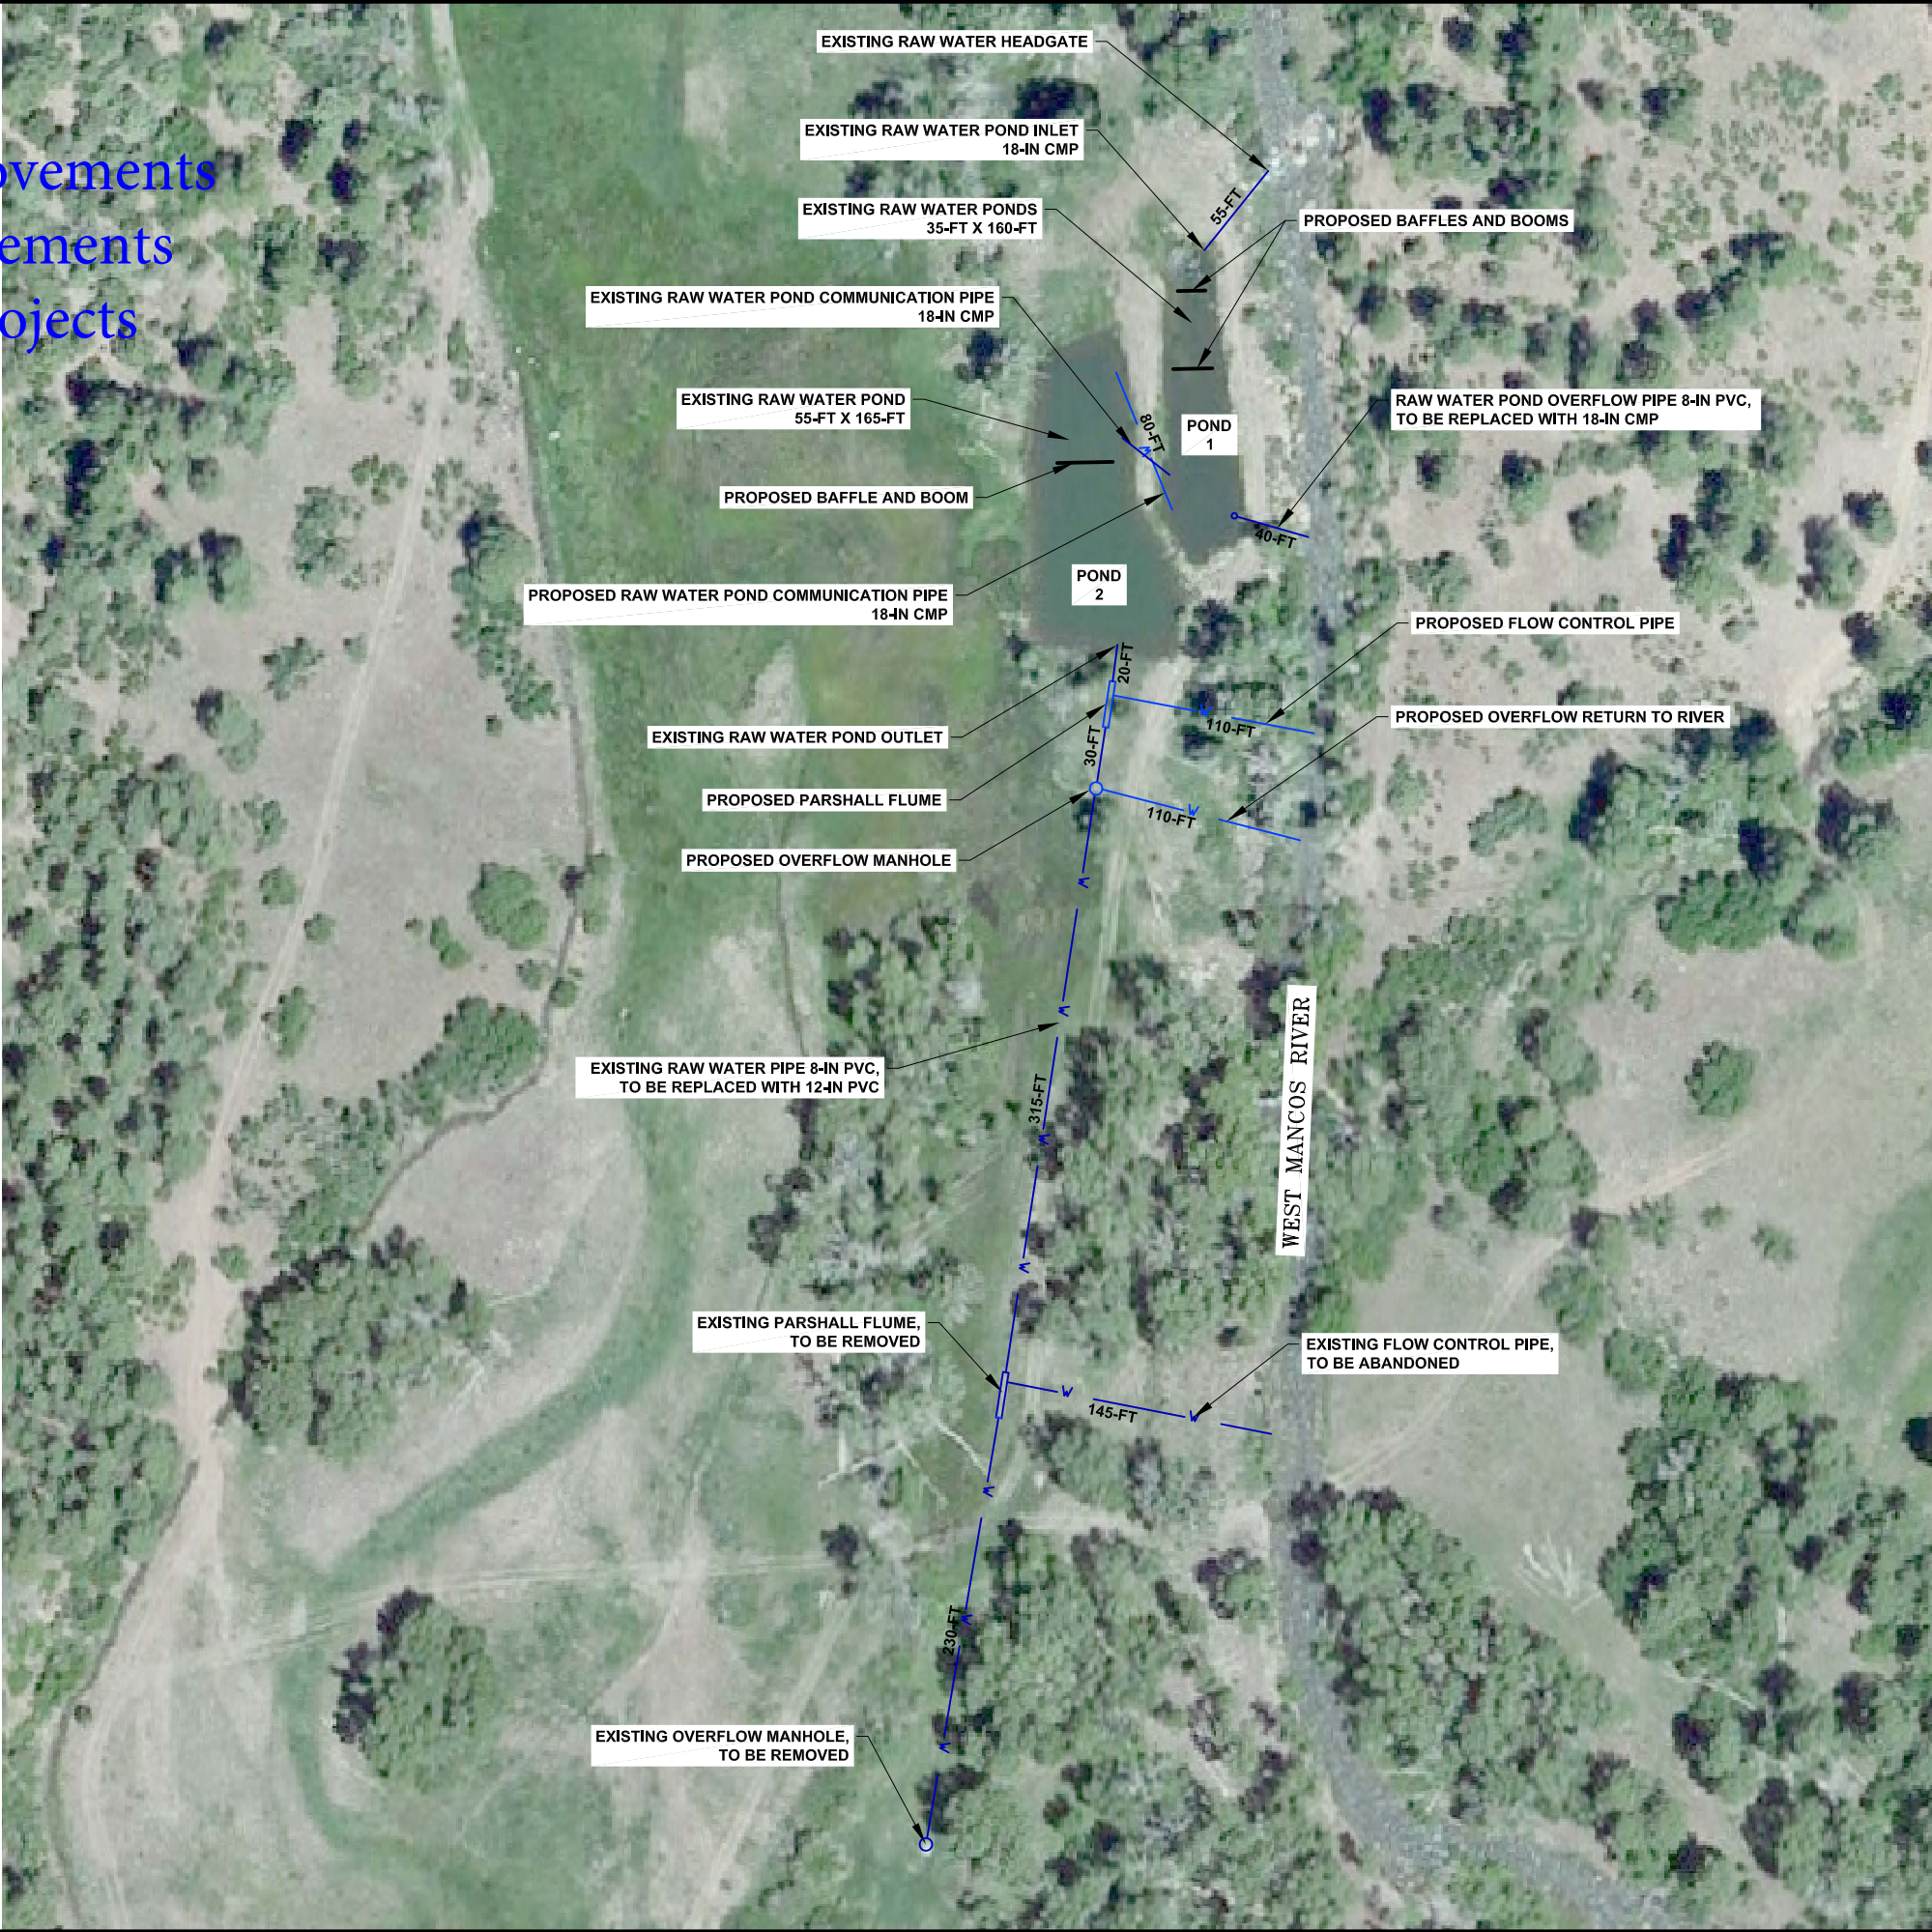 EXISTING RAW WATER HEADGATE
EXISTING RAW WATER POND INLET
18-IN CMP
55-FT
EXISTING RAW WATER PONDS
35-FT X 160-FT
PROPOSED BAFFLES AND BOOMS
ovements
ements
ojects
EXISTING RAW WATER POND COMMUNICATION PIPE
18-IN CMP
EXISTING RAW WATER POND
55-FT X 165-FT
80-FT
W
POND
1
RAW WATER POND OVERFLOW PIPE 8-IN PVC,
TO BE REPLACED WITH 18-IN CMP
PROPOSED BAFFLE AND BOOM
40-FT
POND
2
PROPOSED RAW WATER POND COMMUNICATION PIPE
18-IN CMP
PROPOSED FLOW CONTROL PIPE
20-FT
EXISTING RAW WATER POND OUTLET
W
110-FT
PROPOSED OVERFLOW RETURN TO RIVER
30-FT
PROPOSED PARSHALL FLUME
W
110-FT
PROPOSED OVERFLOW MANHOLE
W
W
EXISTING RAW WATER PIPE 8-IN PVC,
TO BE REPLACED WITH 12-IN PVC
315-FT
W
WEST MANCOS RIVER
W
EXISTING PARSHALL FLUME,
TO BE REMOVED
EXISTING FLOW CONTROL PIPE,
TO BE ABANDONED
W
145-FT
W
W
230-FT
W
EXISTING OVERFLOW MANHOLE,
TO BE REMOVED
W